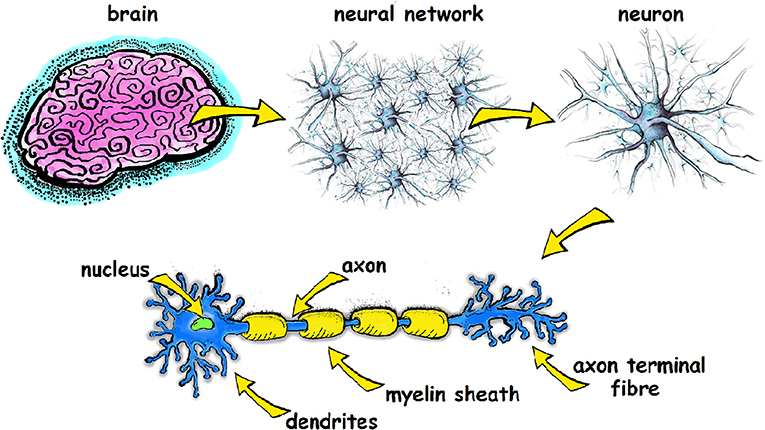 brain
neural network
neuron
nucleus
axon
axon terminal
fibre
myelin sheath
dendrites